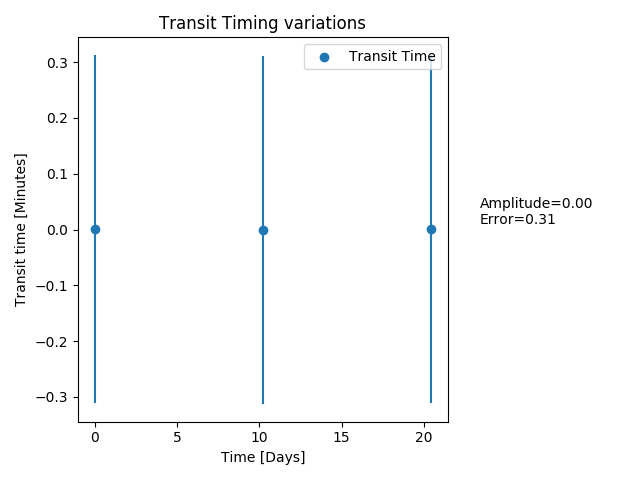 Transit Timing variations
Transit Time
0.3
0.2
0.1
0.0
−0.1
−0.2
−0.3
Transit time [Minutes]
0
5
10
15
20
Time [Days]
Amplitude=0.00
Error=0.31